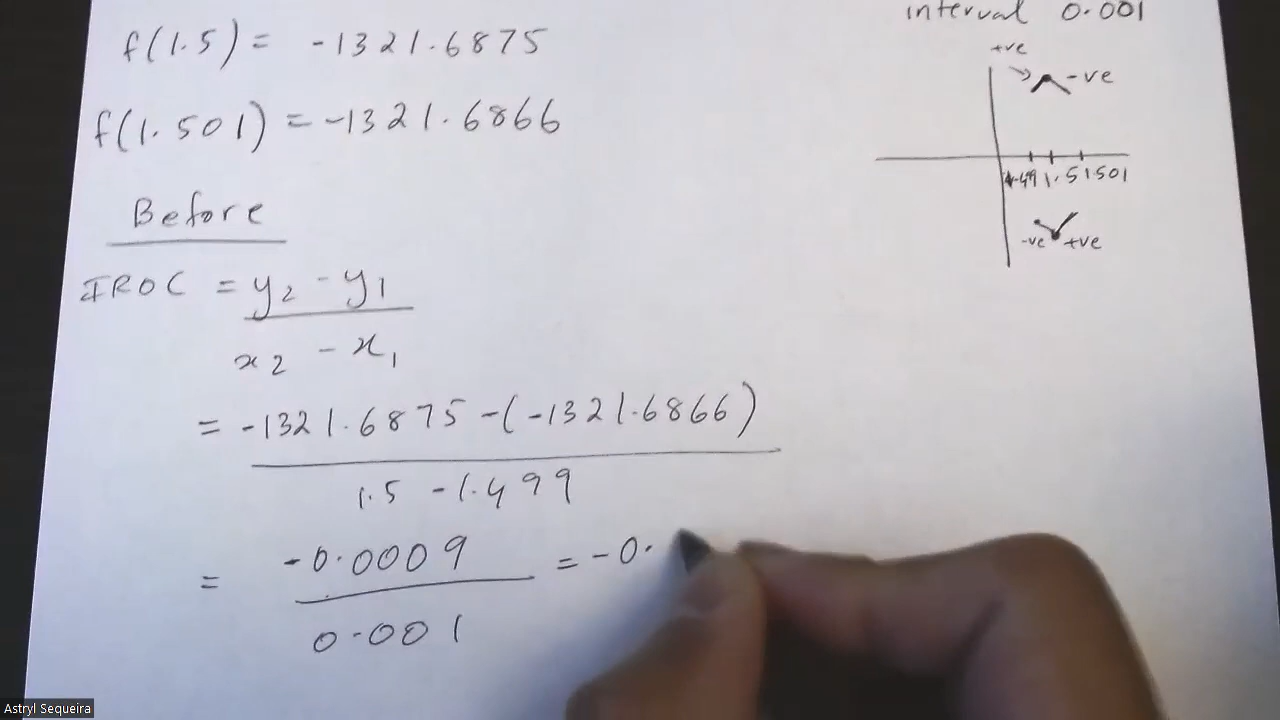 interval 0.001
f(1.5) = -1321.6875
f(1.501) = -1321.6866
+ve
-ve
1.499 1.5 1.501
-ve +ve
Before
IROC = y2 - y1
x2 - x1
= -1321.6875 -(-1321.6866)
1.5 - 1.499
= -0.0009 = -0.
0.001
Astryl Sequeira